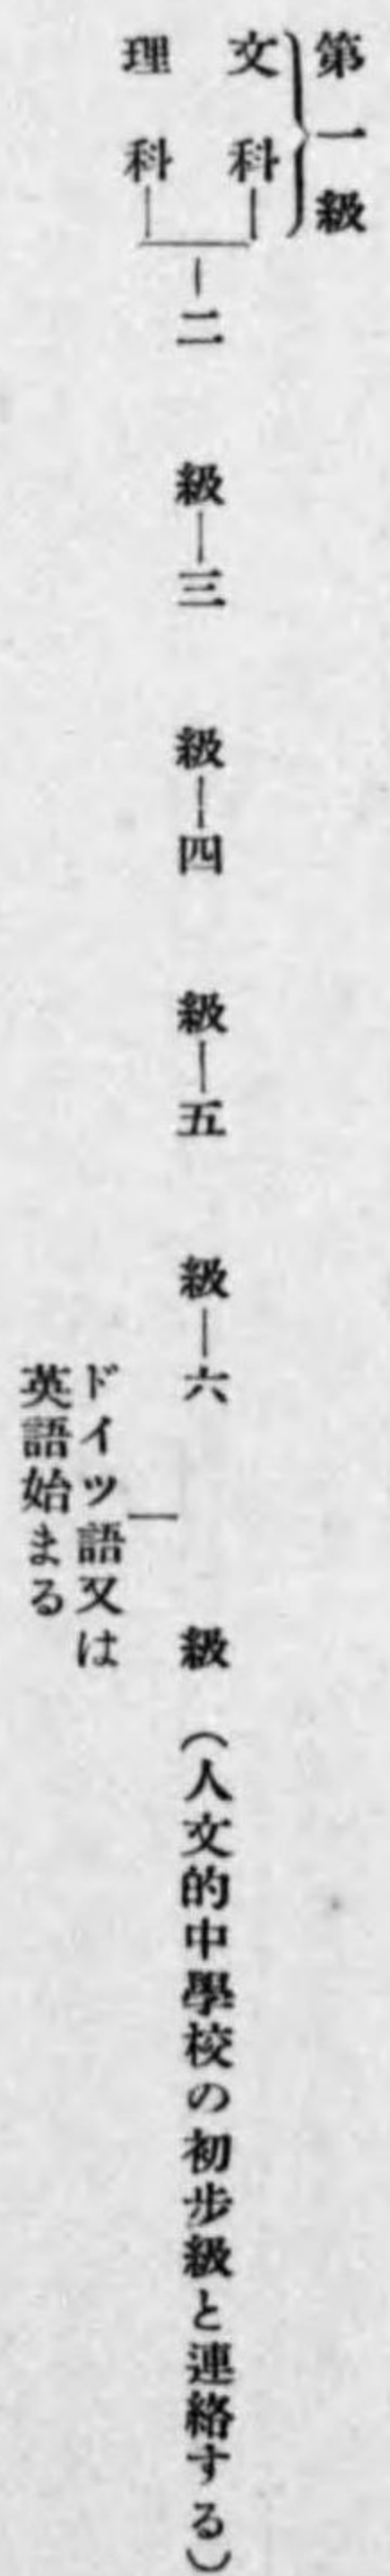 第一級
文科
理科
二級―三級―四級―五級―六級（人文的中學校の初步級と連絡する）
ドイツ語又は
英語始まる